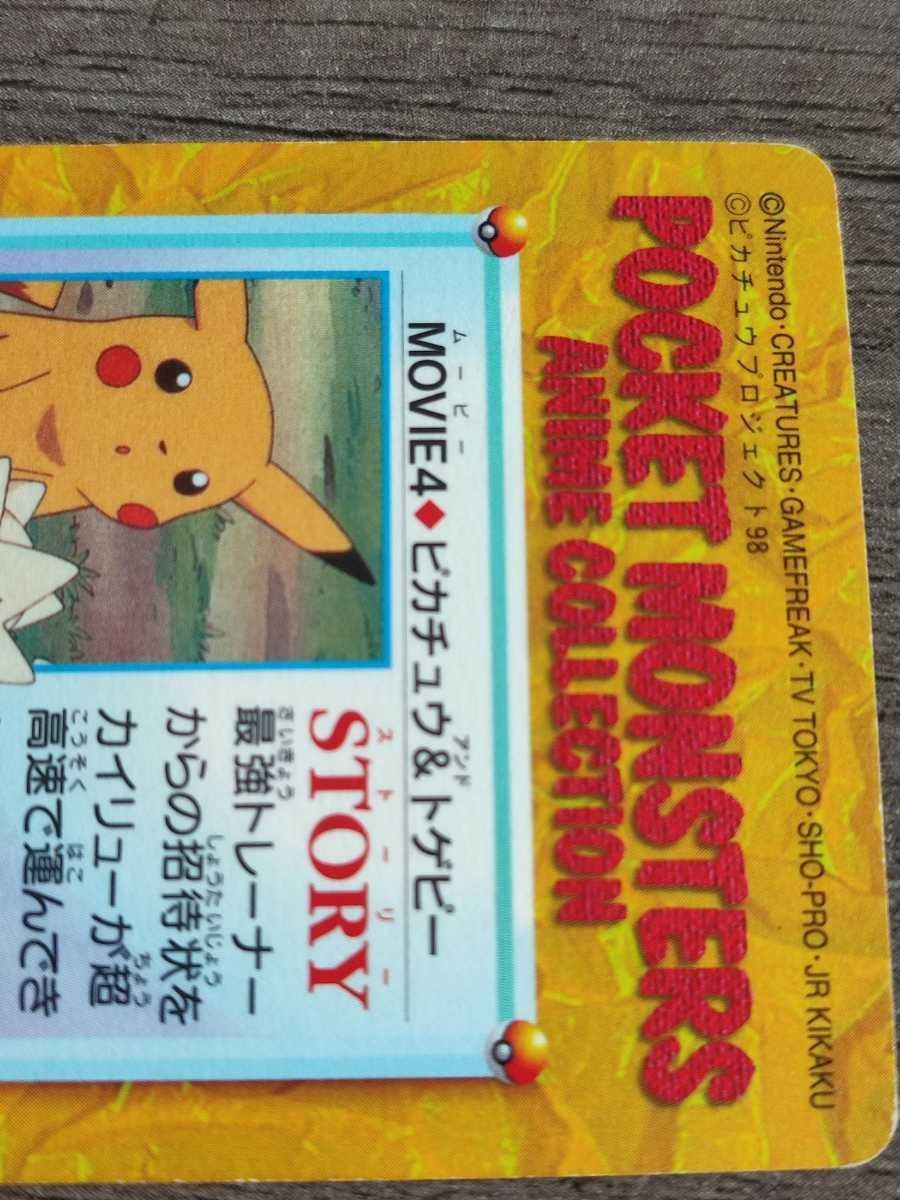 ©Nintendo･CREATURES･GAMEFREAK･TV TOKYO･SHO-PRO･JR KIKAKU
©ピカチュウプロジェクト98
POCKET MONSTERS
ANIME COLLECTION
ムービー
アンド
MOVIE4◆ピカチュウ&トゲピー
ストーリー
STORY
さいきょう
最強トレーナー
しょうたいじょう
からの招待状を
ちょう
カイリューが超
こうそく はこ
高速で運んでき